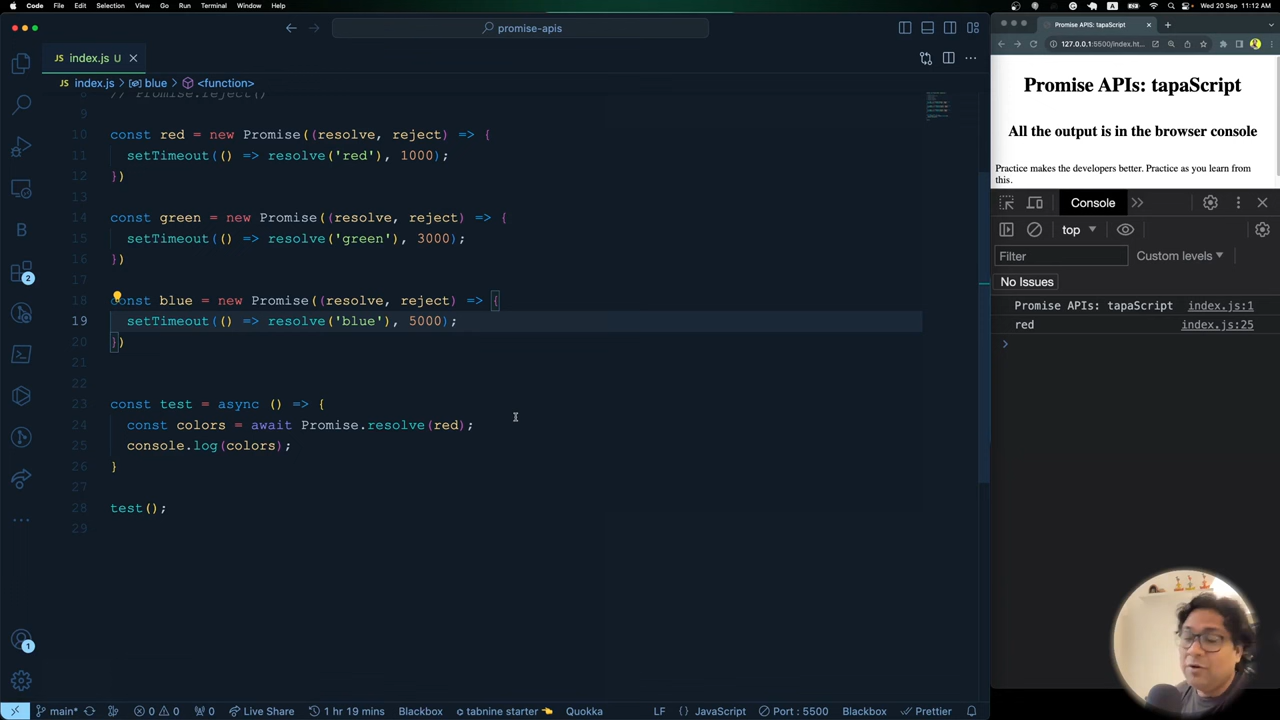 Code File Edit Selection View Go Run Terminal Window Help
Wed 20 Sep 11:12 AM
promise-apis
index.js U
index.js > blue > <function>
// Promise.reject()
9
10 const red = new Promise((resolve, reject) => {
11 setTimeout(() => resolve('red'), 1000);
12 })
13
14 const green = new Promise((resolve, reject) => {
15 setTimeout(() => resolve('green'), 3000);
16 })
17
18 const blue = new Promise((resolve, reject) => {
19 setTimeout(() => resolve('blue'), 5000);
20 })
21
22
23 const test = async () => {
24 const colors = await Promise.resolve(red);
25 console.log(colors);
26 }
27
28 test();
29
main* 0 0 0 Live Share 1 hr 19 mins Blackbox tabnine starter Quokka LF {} JavaScript Port : 5500 Blackbox Prettier
Promise APIS: tapaScript
127.0.0.1:5500/index.ht...
Promise APIs: tapaScript
All the output is in the browser console
Practice makes the developers better. Practice as you learn from
this.
Console
top
Filter Custom levels
No Issues
Promise APIs: tapaScript index.js:1
red index.js:25